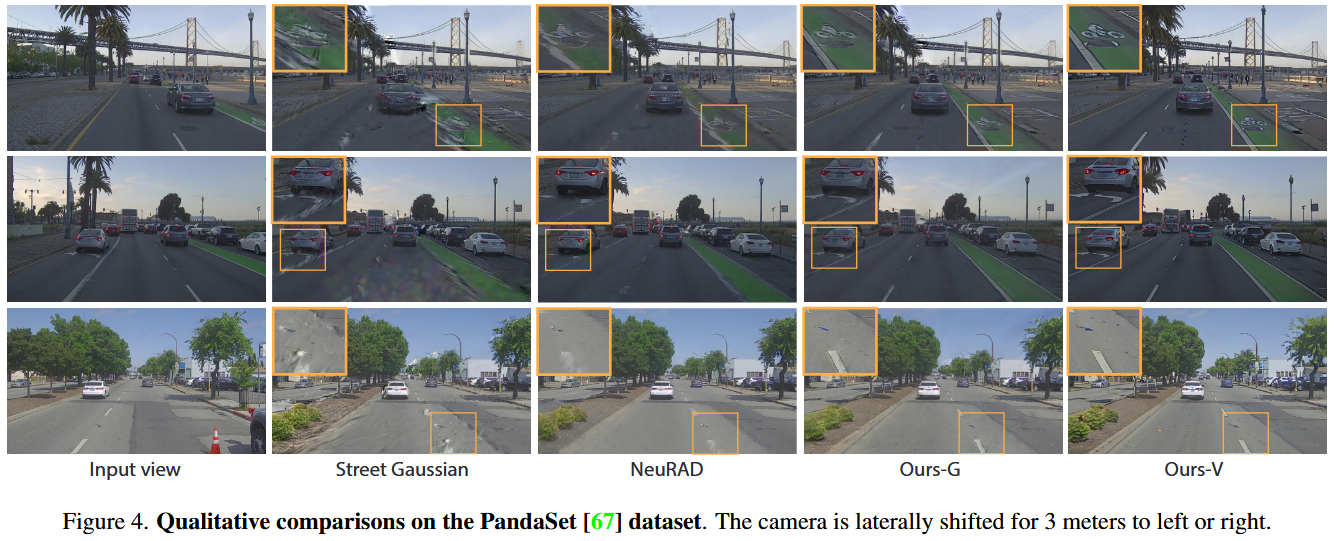 Input view
Street Gaussian
NeuRAD
Ours-G
Ours-V
Figure 4. Qualitative comparisons on the PandaSet [67] dataset. The camera is laterally shifted for 3 meters to left or right.